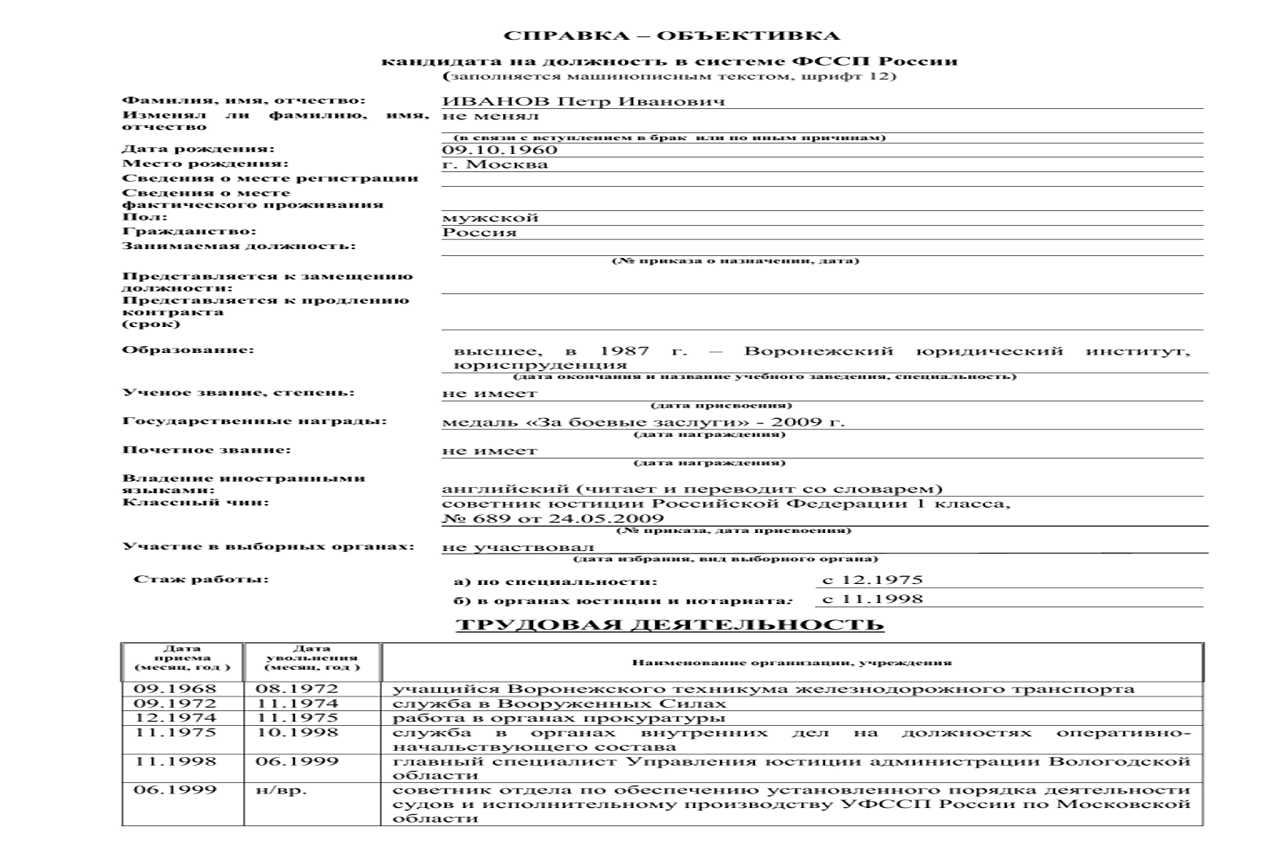 СПРАВКА – ОБЪЕКТИВКА
кандидата на должность в системе ФССП России
(заполняется машинописным текстом, шрифт 12)
Фамилия, имя, отчество: ИВАНОВ Петр Иванович
Изменял ли фамилию, имя, отчество не менял
(в связи с вступлением в брак или по иным причинам)
Дата рождения: 09.10.1960
Место рождения: г. Москва
Сведения о месте регистрации
Сведения о месте
фактического проживания
Пол: мужской
Гражданство: Россия
Занимаемая должность:
(№ приказа о назначении, дата)
Представляется к замещению
должности:
Представляется к продлению
контракта
(срок)
Образование: высшее, в 1987 г. – Воронежский юридический институт,
юриспруденция
(дата окончания и название учебного заведения, специальность)
Ученое звание, степень: не имеет
(дата присвоения)
Государственные награды: медаль «За боевые заслуги» - 2009 г.
(дата награждения)
Почетное звание: не имеет
(дата награждения)
Владение иностранными
языками: английский (читает и переводит со словарем)
Классный чин: советник юстиции Российской Федерации 1 класса,
№ 689 от 24.05.2009
(№ приказа, дата присвоения)
Участие в выборных органах: не участвовал
(дата избрания, вид выборного органа)
Стаж работы: а) по специальности: с 12.1975
б) в органах юстиции и нотариата: с 11.1998
ТРУДОВАЯ ДЕЯТЕЛЬНОСТЬ
Дата
приема
(месяц, год )
Дата
увольнения
(месяц, год )
Наименование организации, учреждения
09.1968 08.1972 учащийся Воронежского техникума железнодорожного транспорта
09.1972 11.1974 служба в Вооруженных Силах
12.1974 11.1975 работа в органах прокуратуры
11.1975 10.1998 служба в органах внутренних дел на должностях оперативно-
начальствующего состава
11.1998 06.1999 главный специалист Управления юстиции администрации Вологодской
области
06.1999 н/вр. советник отдела по обеспечению установленного порядка деятельности
судов и исполнительному производству УФССП России по Московской
области